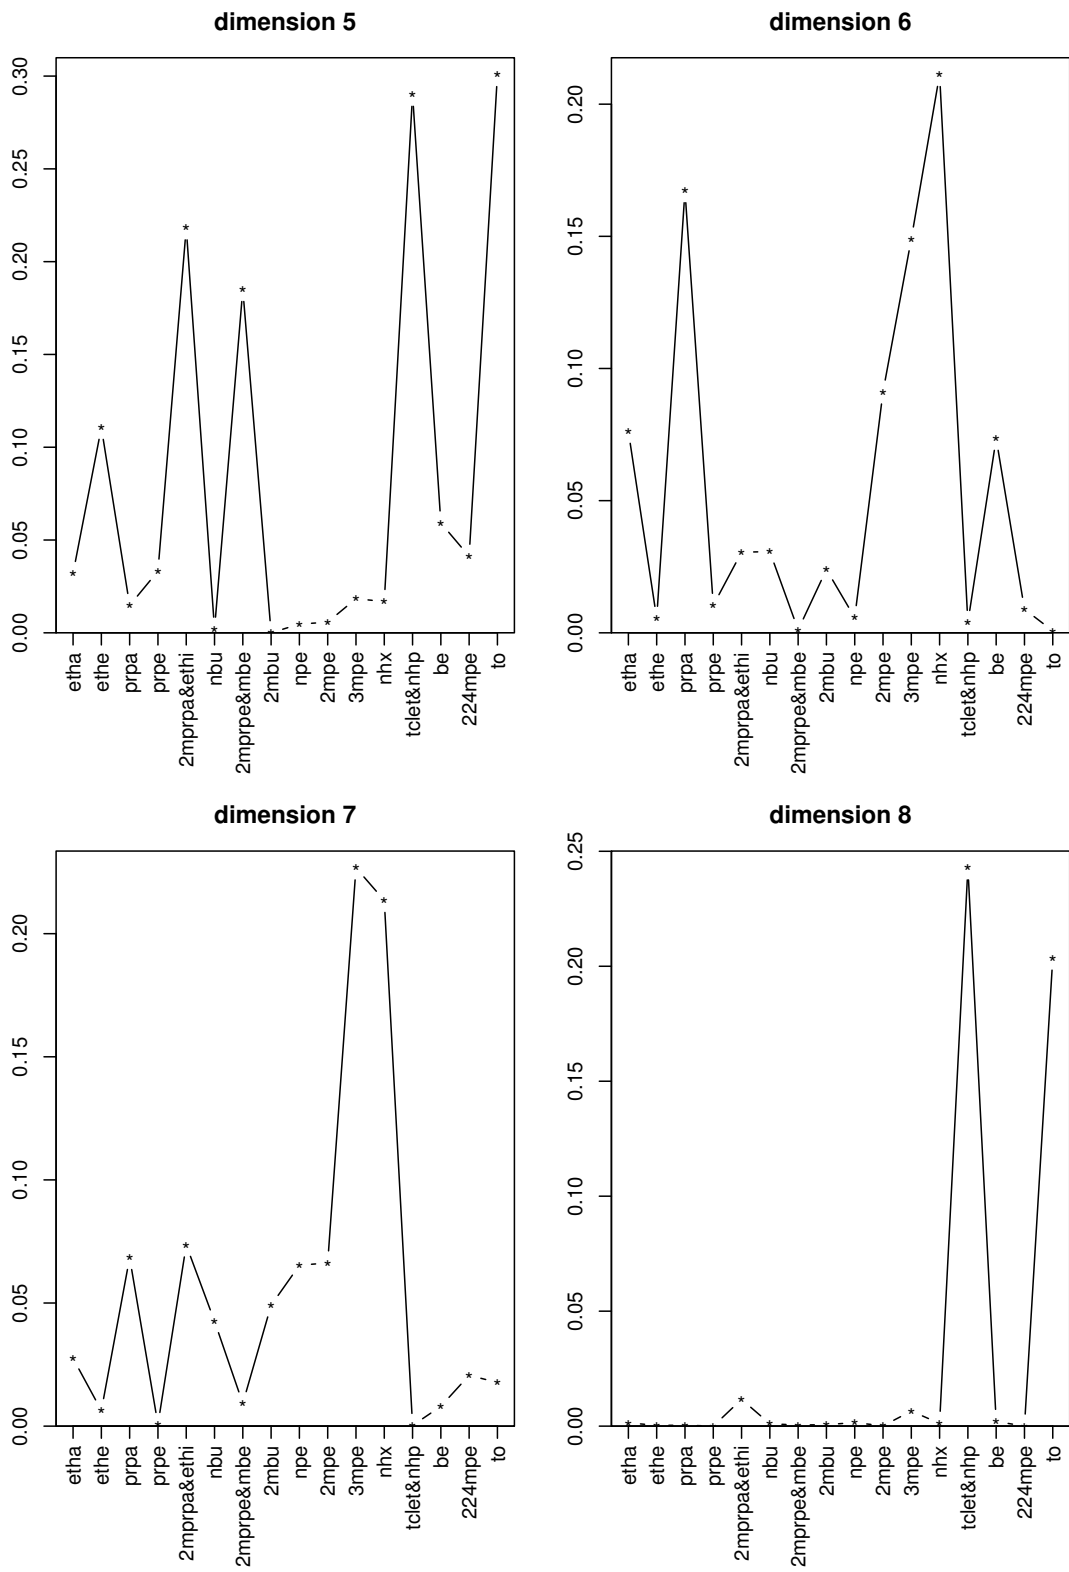 dimension 5
0.30
0.25
0.20
0.15
0.10
0.05
0.00
etha
ethe
prpa
prpe
2mprpa&ethi
nbu
2mprpe&mbe
2mbu
npe
2mpe
3mpe
nhx
tclet&nhp
be
224mpe
to
dimension 6
0.20
0.15
0.10
0.05
0.00
etha
ethe
prpa
prpe
2mprpa&ethi
nbu
2mprpe&mbe
2mbu
npe
2mpe
3mpe
nhx
tclet&nhp
be
224mpe
to
dimension 7
0.20
0.15
0.10
0.05
0.00
etha
ethe
prpa
prpe
2mprpa&ethi
nbu
2mprpe&mbe
2mbu
npe
2mpe
3mpe
nhx
tclet&nhp
be
224mpe
to
dimension 8
0.25
0.20
0.15
0.10
0.05
0.00
etha
ethe
prpa
prpe
2mprpa&ethi
nbu
2mprpe&mbe
2mbu
npe
2mpe
3mpe
nhx
tclet&nhp
be
224mpe
to